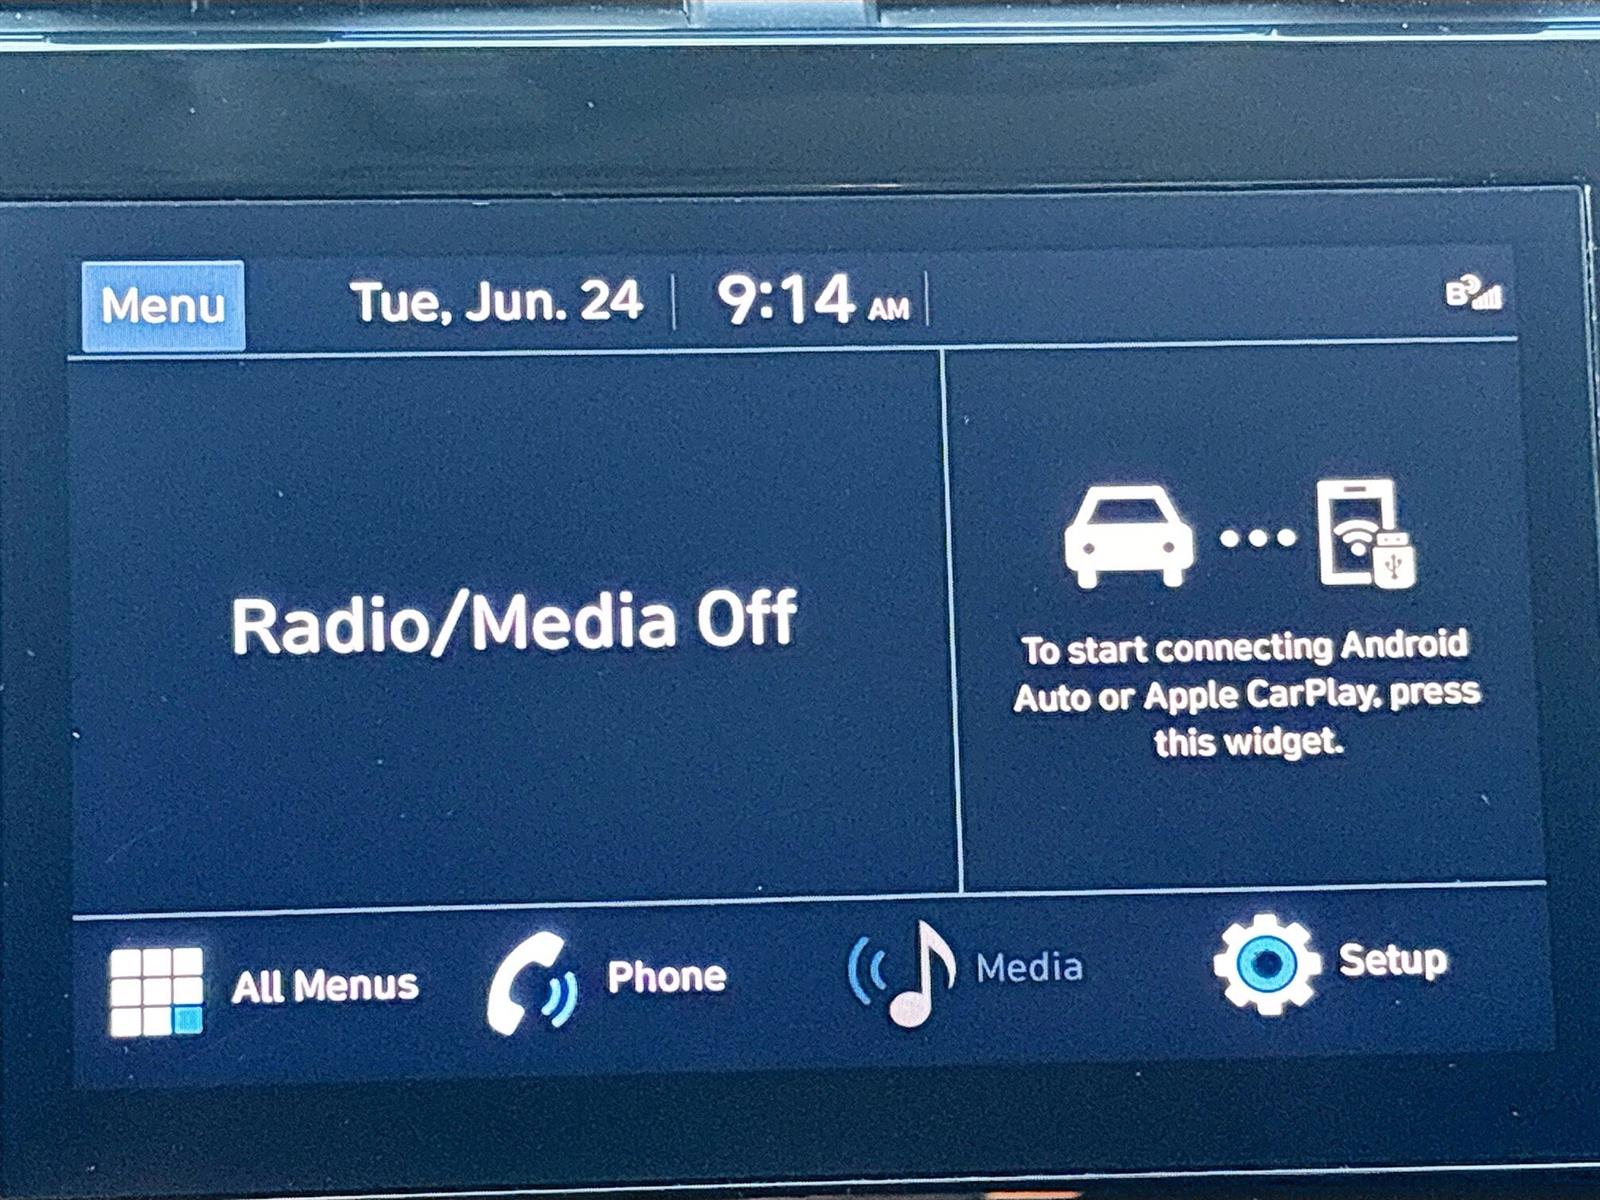 Menu
Tue, Jun. 24
9:14 AM
Radio/Media Off
To start connecting Android
Auto or Apple CarPlay, press
this widget.
All Menus
Phone
Media
Setup